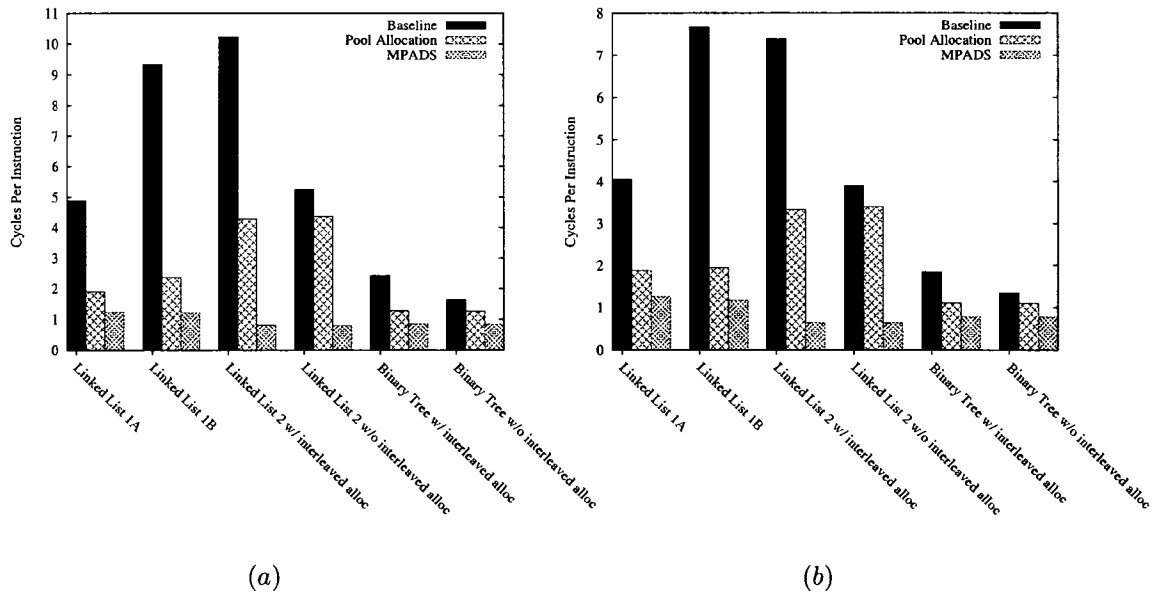 11
10
9
8
7
6
5
4
3
2
1
0
Cycles Per Instruction
Baseline
Pool Allocation
MPADS
Linked List 1A
Linked List 1B
Linked List 2 w/ interleaved alloc
Linked List 2 w/o interleaved alloc
Binary Tree w/ interleaved alloc
Binary Tree w/o interleaved alloc
(a)
8
7
6
5
4
3
2
1
0
Cycles Per Instruction
Baseline
Pool Allocation
MPADS
Linked List 1A
Linked List 1B
Linked List 2 w/ interleaved alloc
Linked List 2 w/o interleaved alloc
Binary Tree w/ interleaved alloc
Binary Tree w/o interleaved alloc
(b)